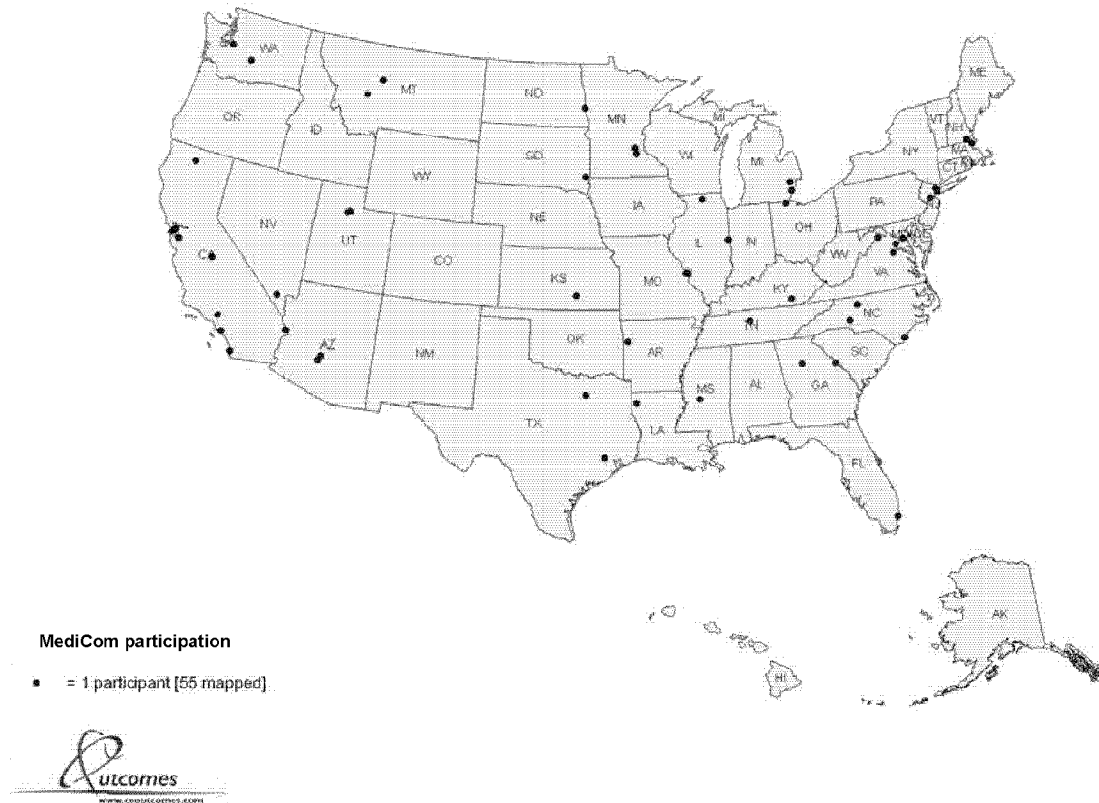 WA
MT
ND
MN
ME
OR
ID
SD
WI
MI
MI
VT
NH
NY
MA
CT
WY
IA
PA
NE
NV
UT
CO
IL
IN
OH
WV
VA
CA
KS
MO
KY
NC
TN
AZ
NM
OK
AR
SC
MS
AL
GA
TX
LA
FL
AK
HI
MediCom participation
= 1 participant [55 mapped]
utcomes